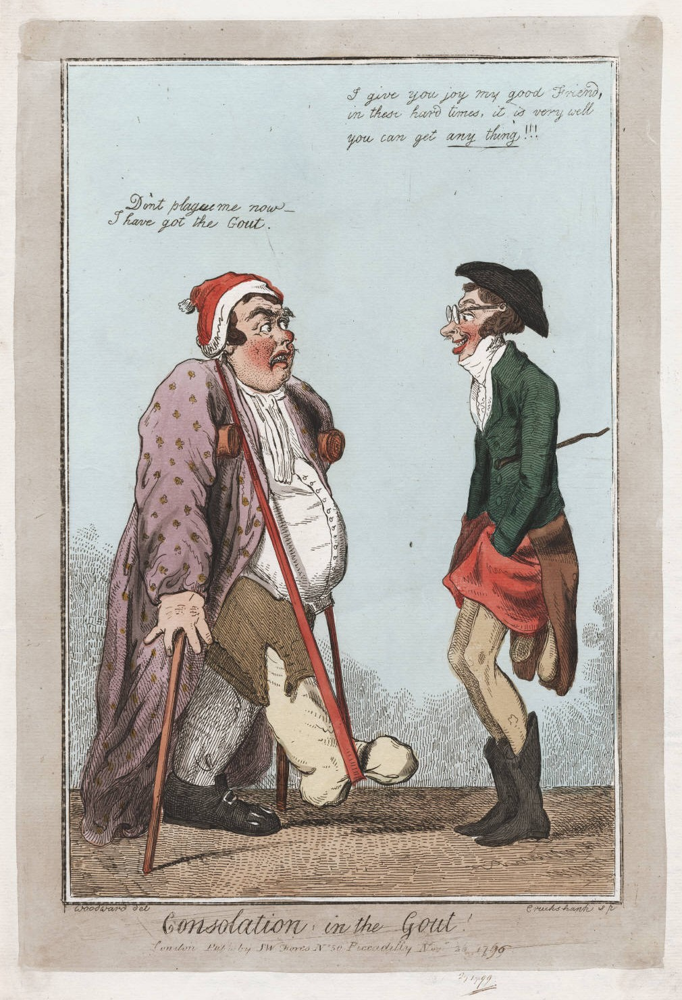 I give you joy my good Friend,
in these hard times, it is very well
you can get any thing!!!
Don't plague me now—
I have got the Gout.
Woodward del
Cruikshank sp
Consolation, in the Gout!
London Pub. by SW Fores No 50 Piccadilly Novr 1796
1799